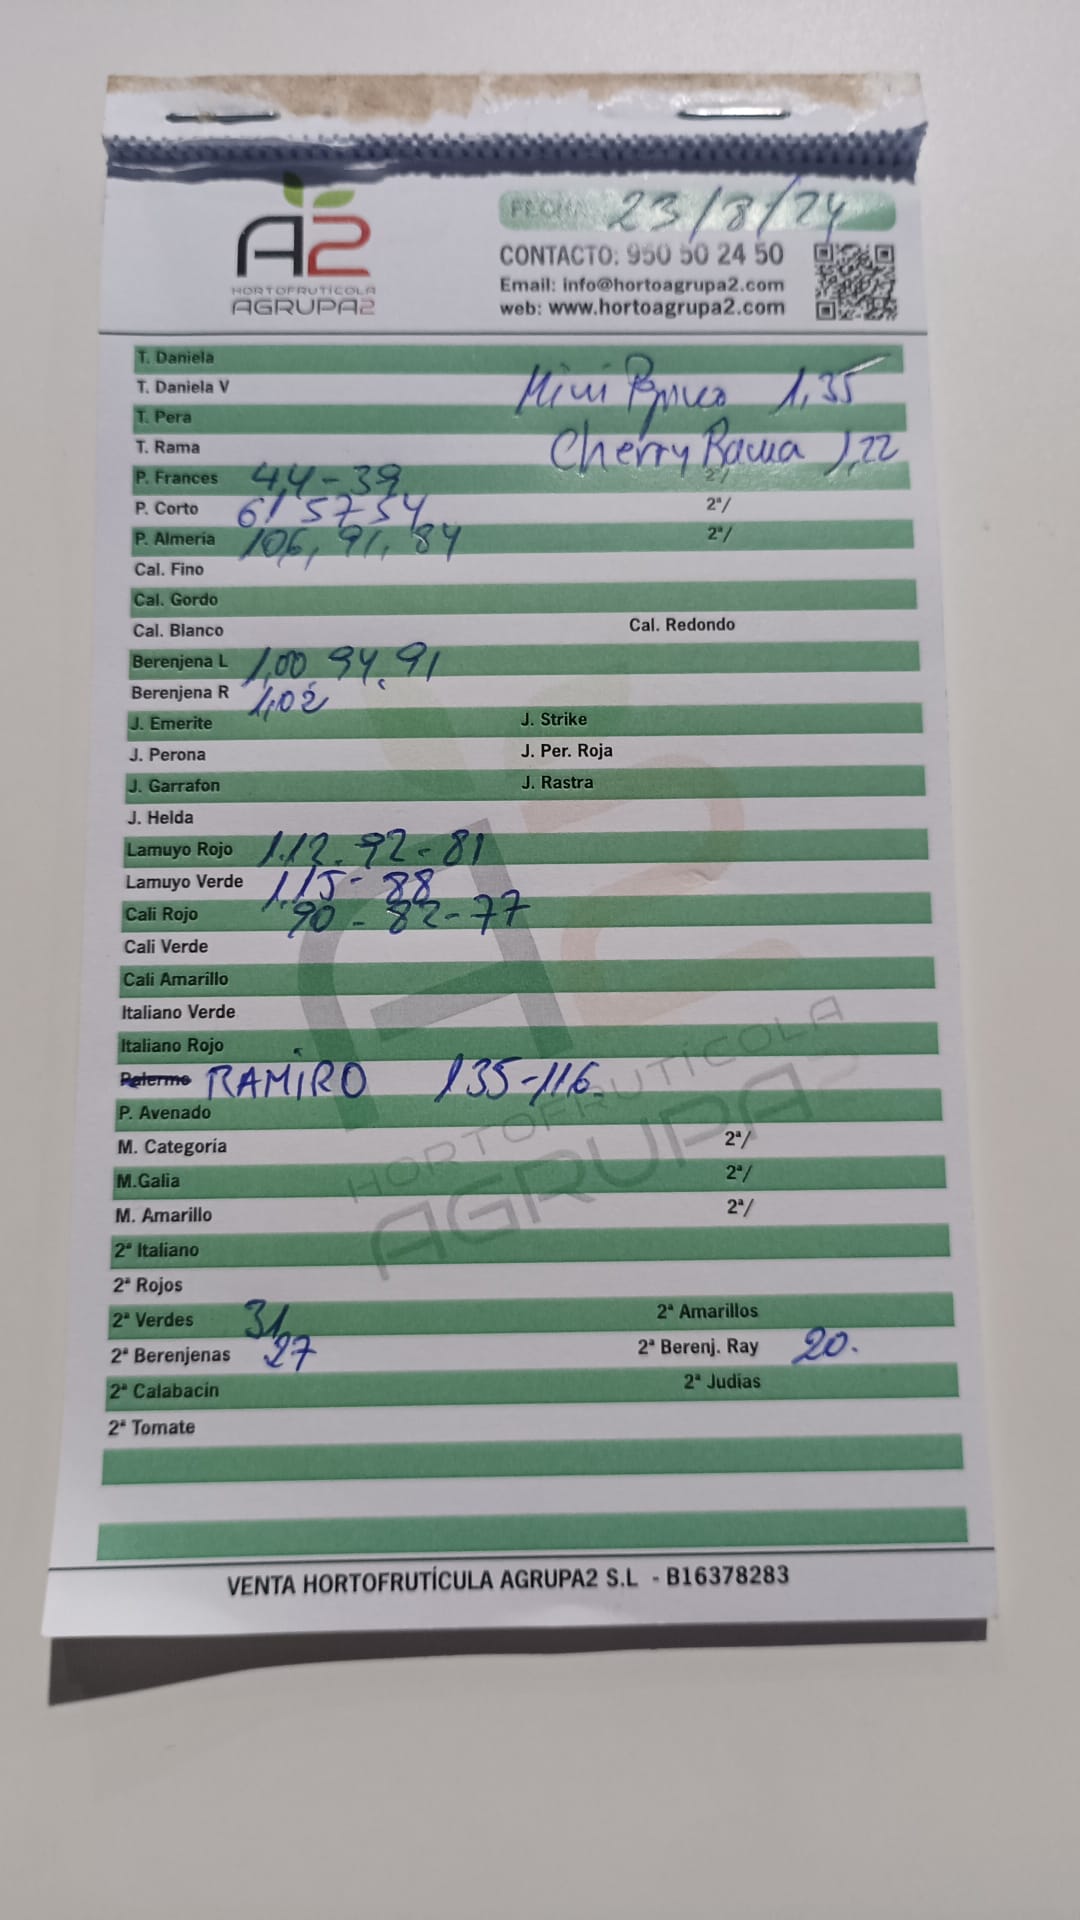 A2
HORTOFRUTÍCOLA
AGRUPA2
FECHA: 23/8/24
CONTACTO: 950 50 24 50
Email: info@hortoagrupa2.com
web: www.hortoagrupa2.com
T. Daniela
T. Daniela V Mini 1,35
T. Pera
T. Rama Cherry Rama 1,22
P. Frances 44-39 2ª/
P. Corto 61 57 54 2ª/
P. Almería 106, 91, 84 2ª/
Cal. Fino
Cal. Gordo
Cal. Blanco Cal. Redondo
Berenjena L 1,00 94, 91
Berenjena R 1,02
J. Emerite J. Strike
J. Perona J. Per. Roja
J. Garrafon J. Rastra
J. Helda
Lamuyo Rojo 1.12. 92-81
Lamuyo Verde 1.15-88
Cali Rojo 90-82-77
Cali Verde
Cali Amarillo
Italiano Verde
Italiano Rojo
Palermo RAMIRO 135-116.
P. Avenado
M. Categoría 2ª/
M.Galia 2ª/
M. Amarillo 2ª/
2ª Italiano
2ª Rojos
2ª Verdes 31 2ª Amarillos
2ª Berenjenas 27 2ª Berenj. Ray 20.
2ª Calabacín 2ª Judías
2ª Tomate
HORTOFRUTÍCOLA
AGRUPA2
VENTA HORTOFRUTÍCULA AGRUPA2 S.L - B16378283